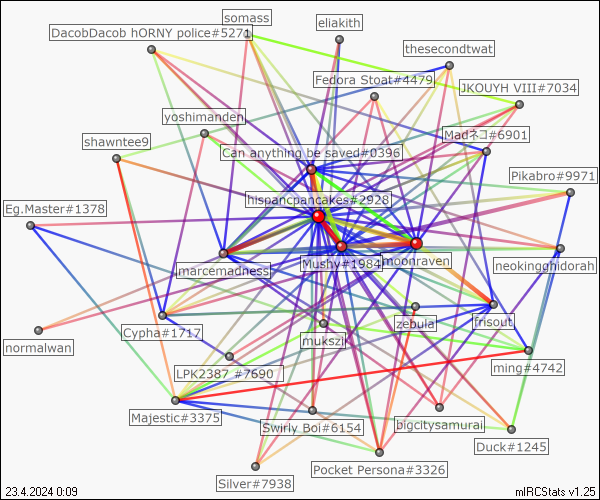 somass
eliakith
DacobDacob hORNY police#5271
thesecondtwat
Fedora Stoat#4479
JKOUYH VIII#7034
yoshimanden
Madネコ#6901
shawntee9
Can anything be saved#0396
Pikabro#9971
hispancpancakes#2928
Eg.Master#1378
marcemadness
Mushy#1984
moonraven
neokingghidorah
Cypha#1717
zebula
frisout
normalwan
mukszi
LPK2387 #7690
ming#4742
Majestic#3375
Swirly Boi#6154
bigcitysamurai
Duck#1245
Pocket Persona#3326
Silver#7938
23.4.2024 0:09
mIRCStats v1.25